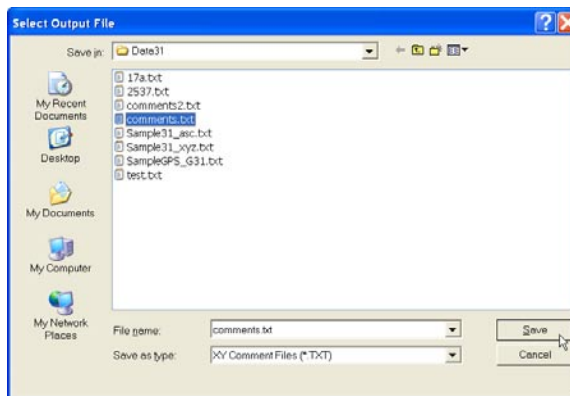 Select Output File
Save in:
Data31
My Recent
Documents
Desktop
My Documents
My Computer
My Network
Places
17a.txt
2537.txt
comments2.txt
comments.txt
Sample31_asc.txt
Sample31_xyz.txt
SampleGPS_G31.txt
test.txt
File name:
comments.txt
Save
Save as type:
XY Comment Files (*.TXT)
Cancel